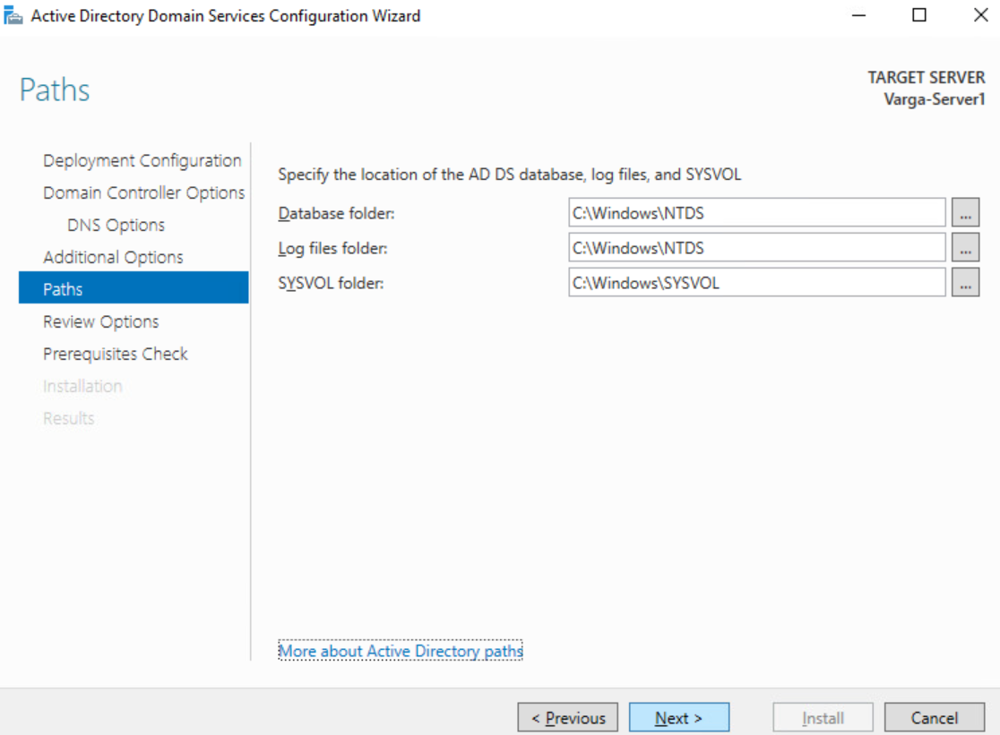 Active Directory Domain Services Configuration Wizard
Paths
TARGET SERVER
Varga-Server1
Deployment Configuration
Domain Controller Options
DNS Options
Additional Options
Paths
Review Options
Prerequisites Check
Installation
Results
Specify the location of the AD DS database, log files, and SYSVOL
Database folder: C:\Windows\NTDS ...
Log files folder: C:\Windows\NTDS ...
SYSVOL folder: C:\Windows\SYSVOL ...
More about Active Directory paths
< Previous Next > Install Cancel